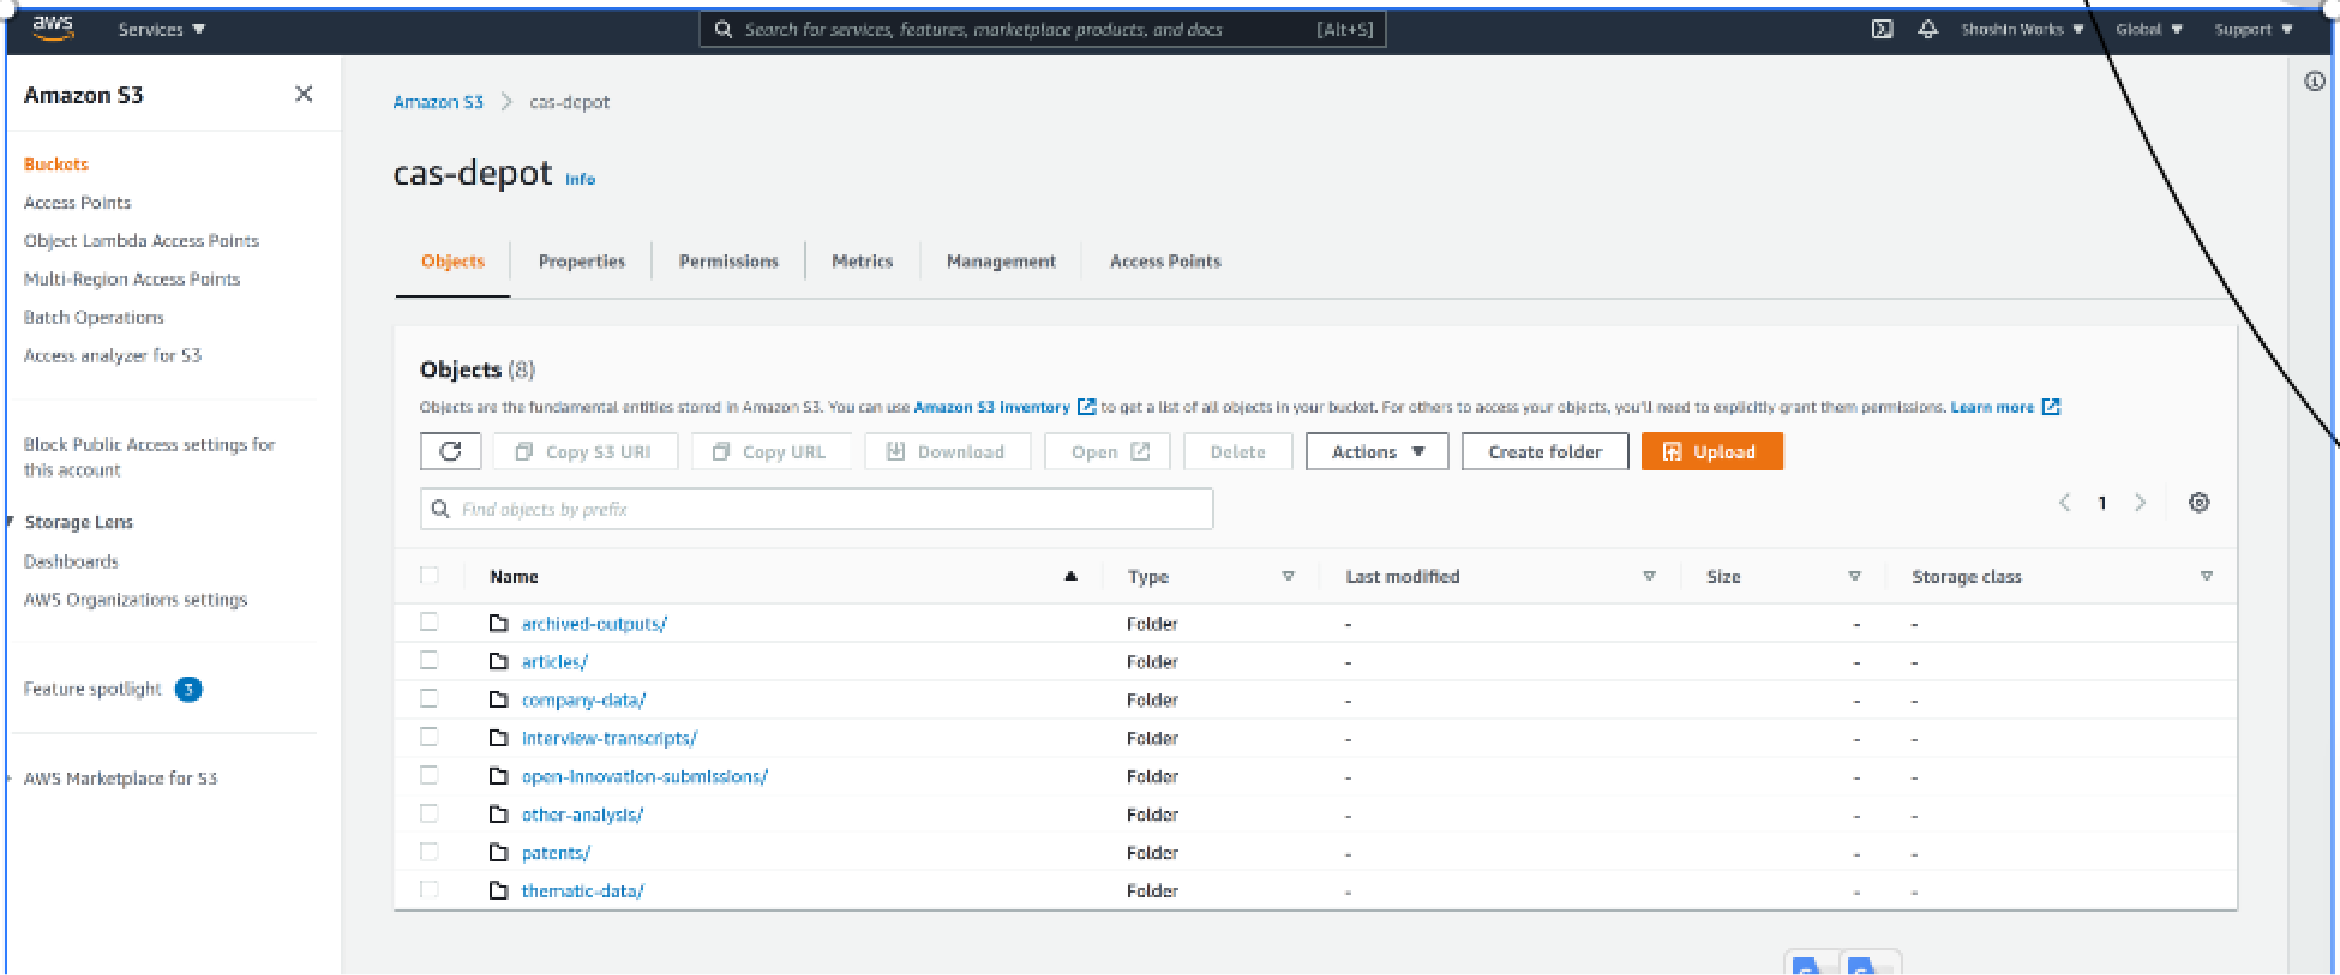 aws Services ▼ Search for services, features, marketplace products, and docs [Alt+S] Shoshin Works ▼ Global ▼ Support ▼
Amazon S3
Buckets
Access Points
Object Lambda Access Points
Multi-Region Access Points
Batch Operations
Access analyzer for S3
Block Public Access settings for
this account
Storage Lens
Dashboards
AWS Organizations settings
Feature spotlight 3
AWS Marketplace for S3
Amazon S3 > cas-depot
cas-depot Info
Objects Properties Permissions Metrics Management Access Points
Objects (8)
Objects are the fundamental entities stored in Amazon S3. You can use Amazon S3 inventory to get a list of all objects in your bucket. For others to access your objects, you'll need to explicitly grant them permissions. Learn more
Copy S3 URI Copy URL Download Open Delete Actions ▼ Create folder Upload
Find objects by prefix
< 1 >
Name Type Last modified Size Storage class
archived-outputs/ Folder - - -
articles/ Folder - - -
company-data/ Folder - - -
interview-transcripts/ Folder - - -
open-innovation-submissions/ Folder - - -
other-analysis/ Folder - - -
patents/ Folder - - -
thematic-data/ Folder - - -